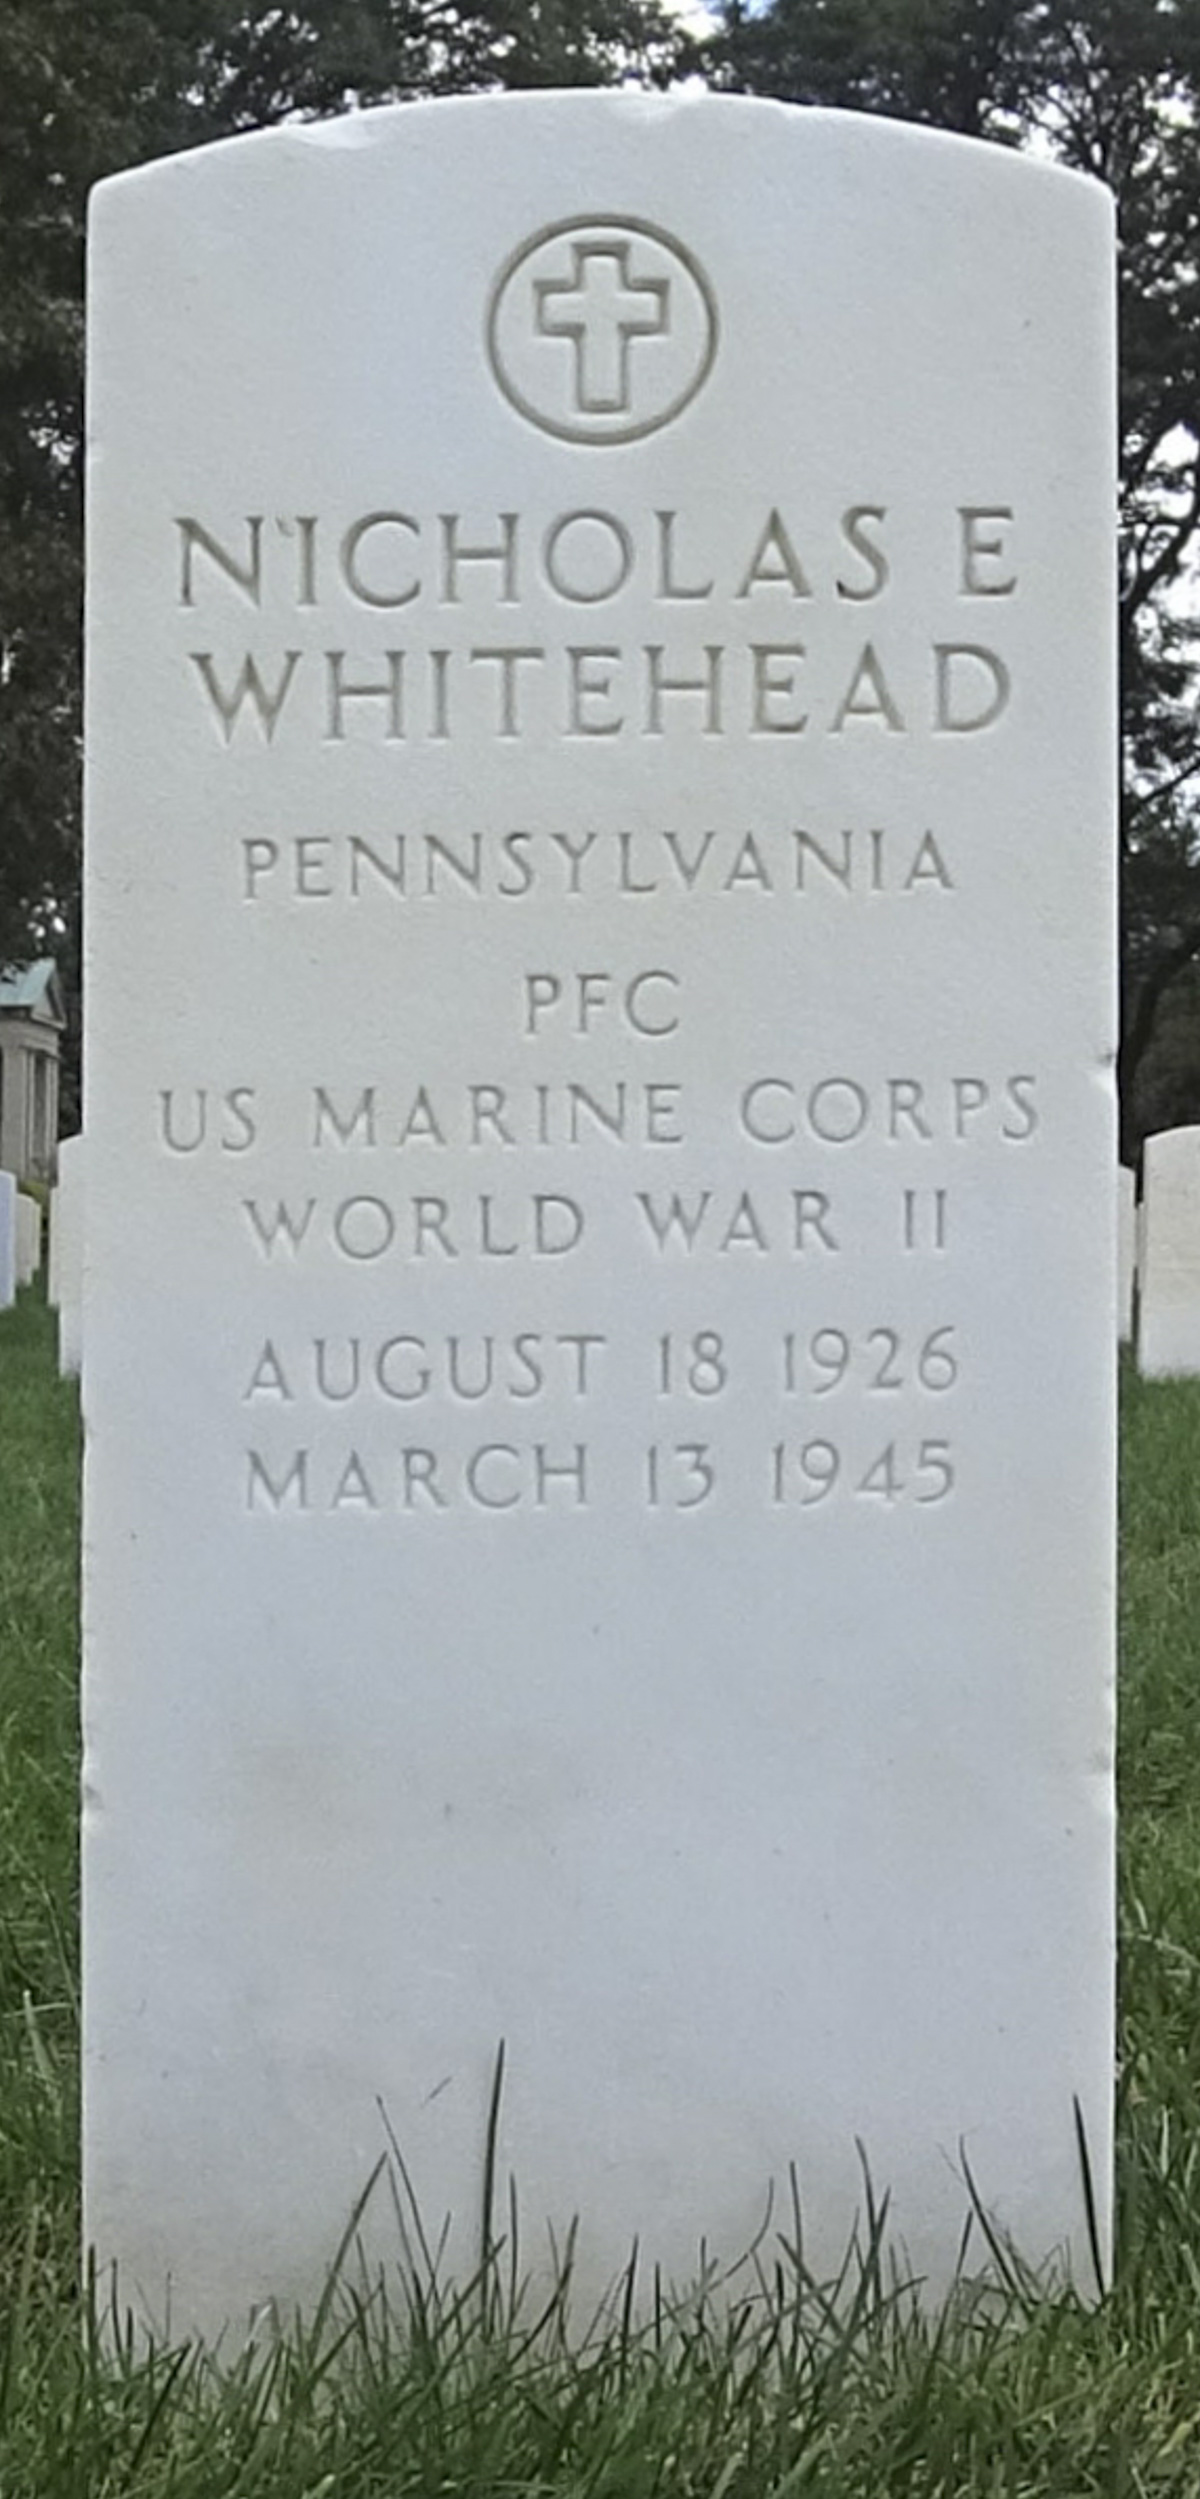 NICHOLAS E
WHITEHEAD
PENNSYLVANIA
PFC
US MARINE CORPS
WORLD WAR II
AUGUST 18 1926
MARCH 13 1945